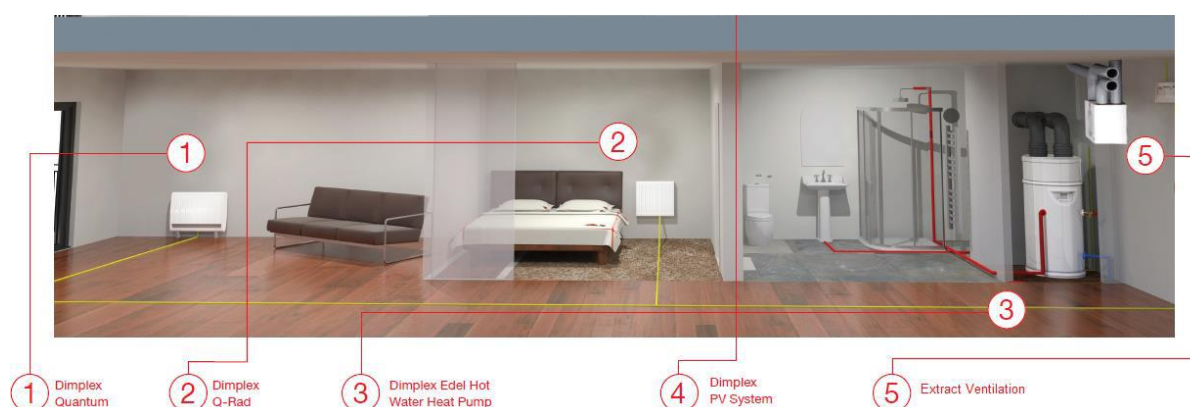 1
2
5
3
1 Dimplex
Quantum
2 Dimplex
Q-Rad
3 Dimplex Edel Hot
Water Heat Pump
4 Dimplex
PV System
5 Extract Ventilation